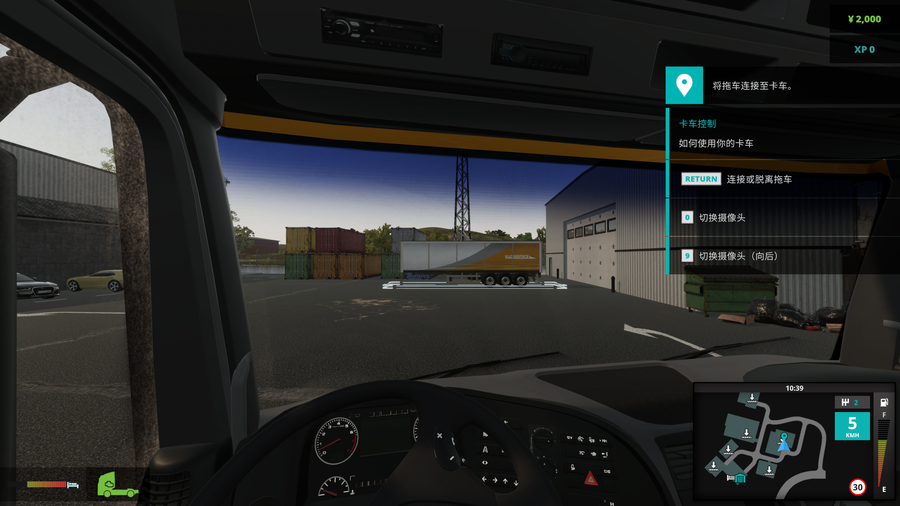 ¥ 2,000
XP 0
将拖车连接至卡车。
卡车控制
如何使用你的卡车
RETURN 连接或脱离拖车
0 切换摄像头
9 切换摄像头（向后）
10:39
2
5
KMH
F
E
30
A